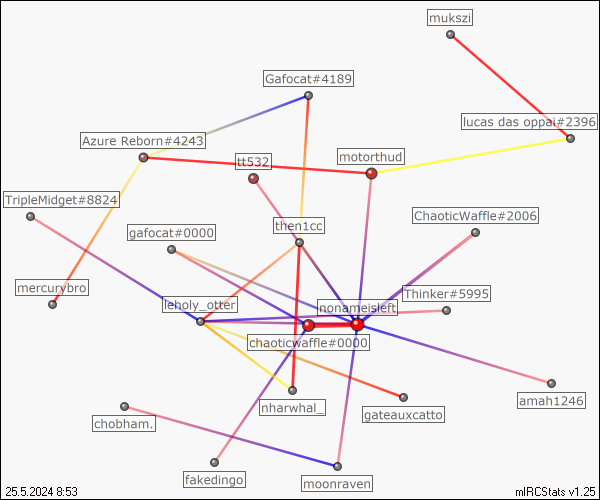 mukszi
Gafocat#4189
lucas das oppai#2396
Azure Reborn#4243
tt532
motorthud
TripleMidget#8824
ChaoticWaffle#2006
then1cc
gafocat#0000
mercurybro
Thinker#5995
leholy_otter
nonameisleft
chaoticwaffle#0000
amah1246
nharwhal_
gateauxcatto
chobham.
fakedingo
moonraven
25.5.2024 8:53
mIRCStats v1.25